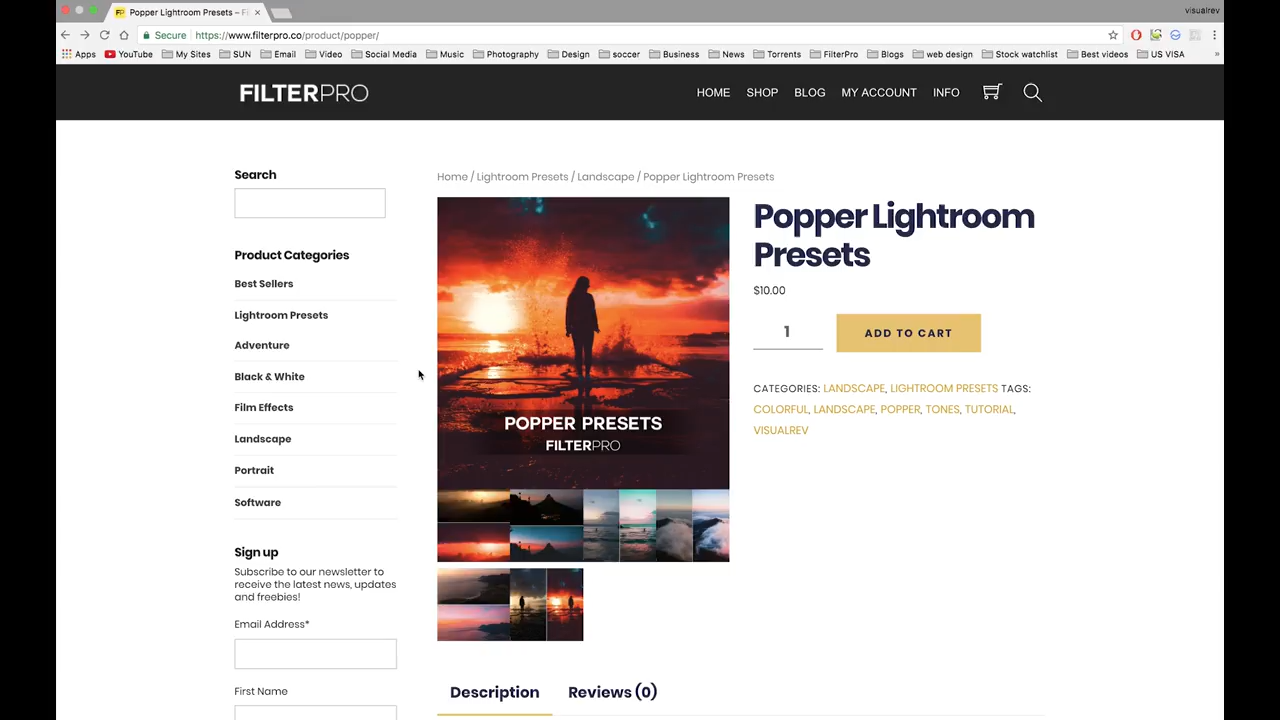 visualrev
Popper Lightroom Presets – Fi
Secure https://www.filterpro.co/product/popper/
Apps YouTube My Sites SUN Email Video Social Media Music Photography Design soccer Business News Torrents FilterPro Blogs web design Stock watchlist Best videos US VISA »
FILTERPRO HOME SHOP BLOG MY ACCOUNT INFO
Search
Home / Lightroom Presets / Landscape / Popper Lightroom Presets
Popper Lightroom
Presets
$10.00
1 ADD TO CART
CATEGORIES: LANDSCAPE, LIGHTROOM PRESETS TAGS:
COLORFUL, LANDSCAPE, POPPER, TONES, TUTORIAL,
VISUALREV
Product Categories
Best Sellers
Lightroom Presets
Adventure
Black & White
Film Effects
Landscape
Portrait
Software
POPPER PRESETS
FILTERPRO
Sign up
Subscribe to our newsletter to
receive the latest news, updates
and freebies!
Email Address*
First Name
Description Reviews (0)